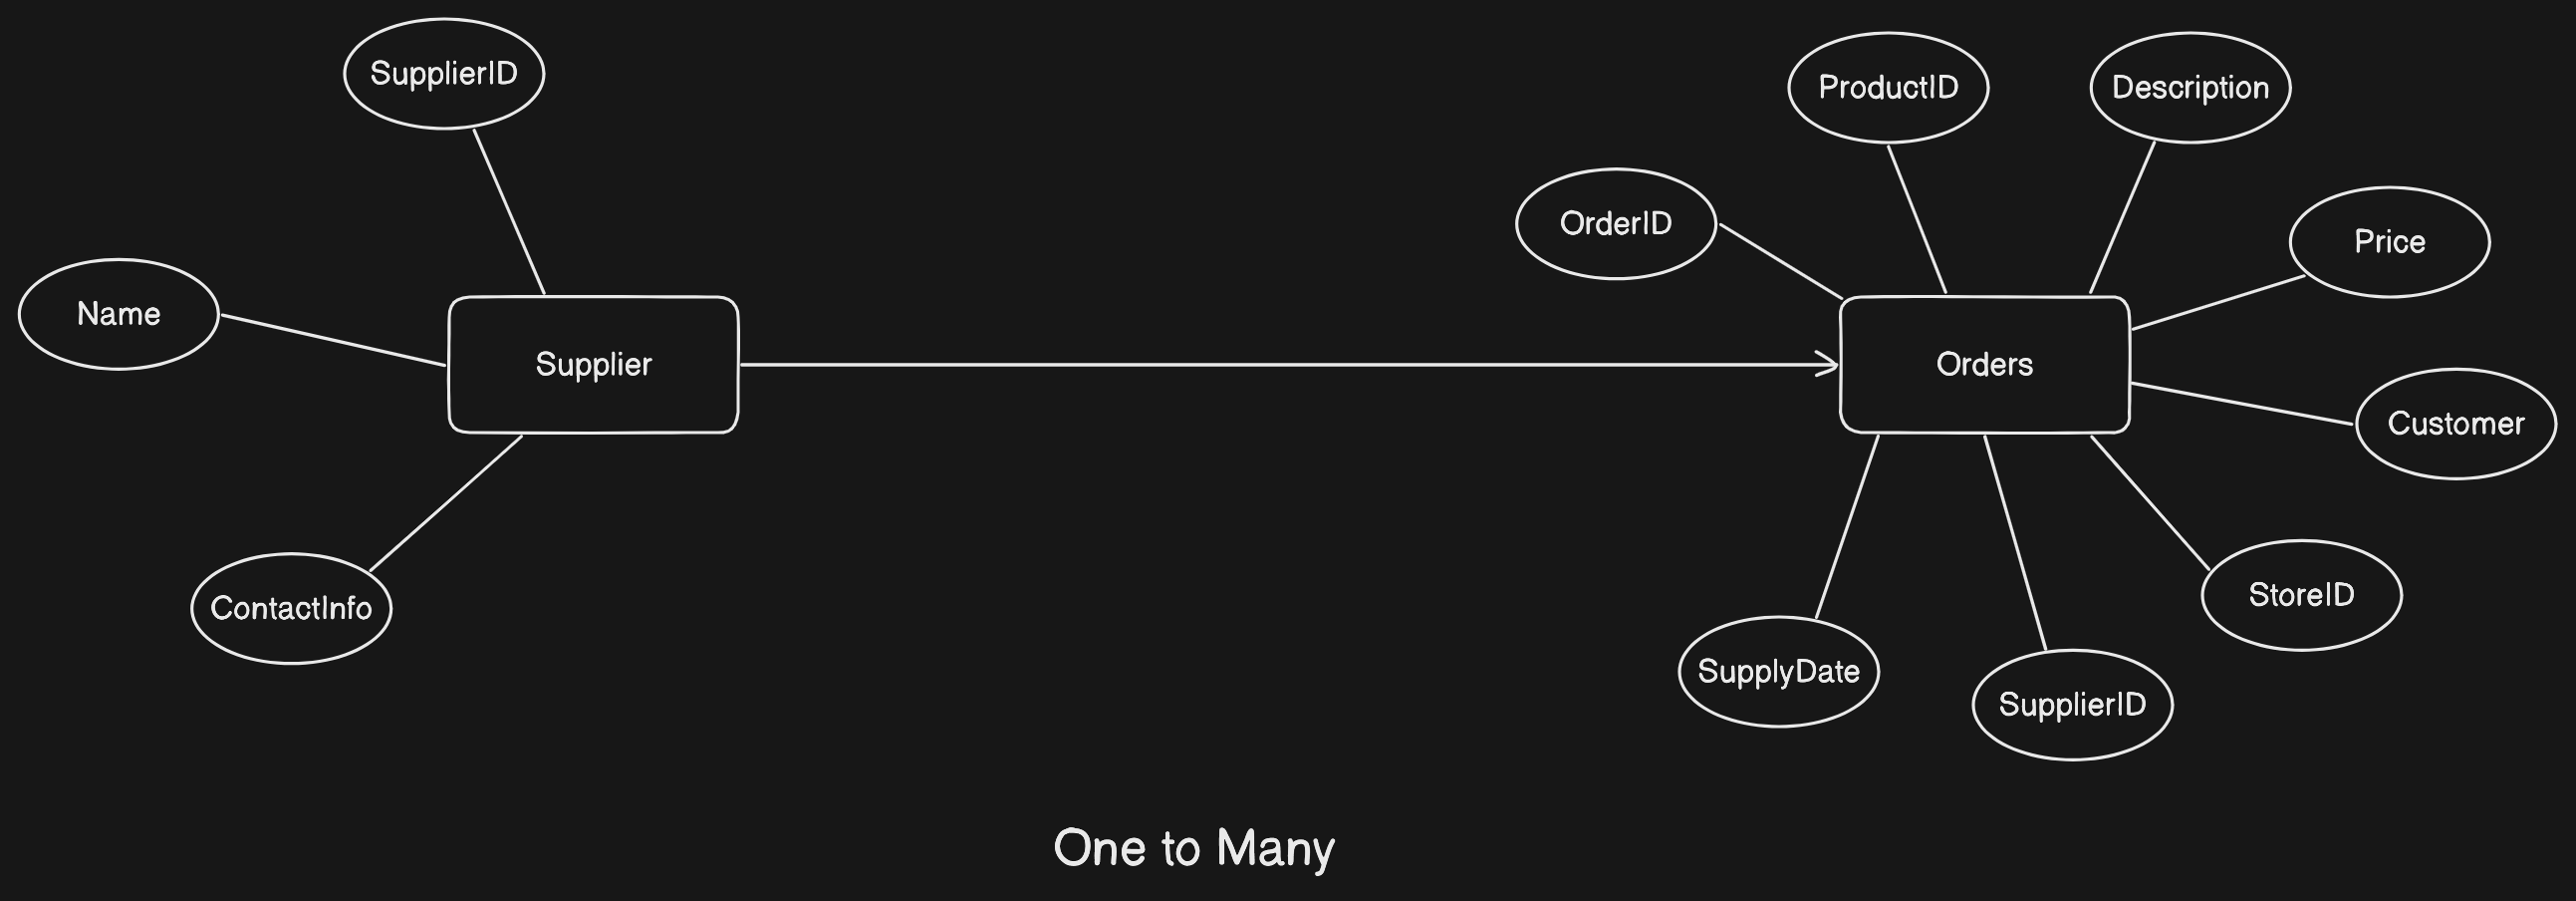 SupplierID
ProductID
Description
OrderID
Price
Name
Supplier
Orders
Customer
ContactInfo
StoreID
SupplyDate
SupplierID
One to Many